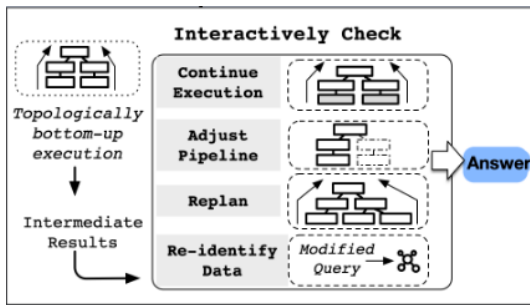 Interactively Check
Topologically
bottom-up
execution
Intermediate
Results
Continue
Execution
Adjust
Pipeline
Replan
Re-identify
Data
Modified
Query
Answer